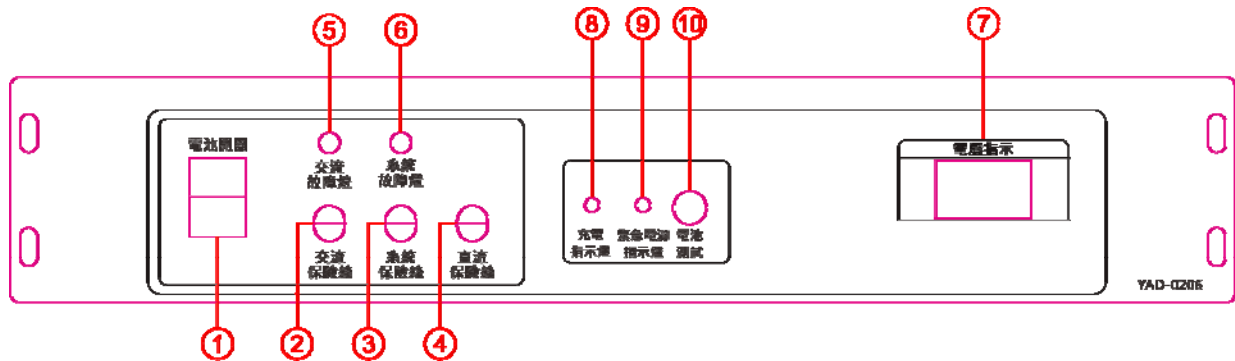 ⑤ ⑥ ⑧ ⑨ ⑩ ⑦
電池開關
交流
故障燈
系統
故障燈
電壓指示
充電
指示燈
緊急電源
指示燈
電池
測試
交流
保險絲
系統
保險絲
直流
保險絲
YAD-0206
① ② ③ ④